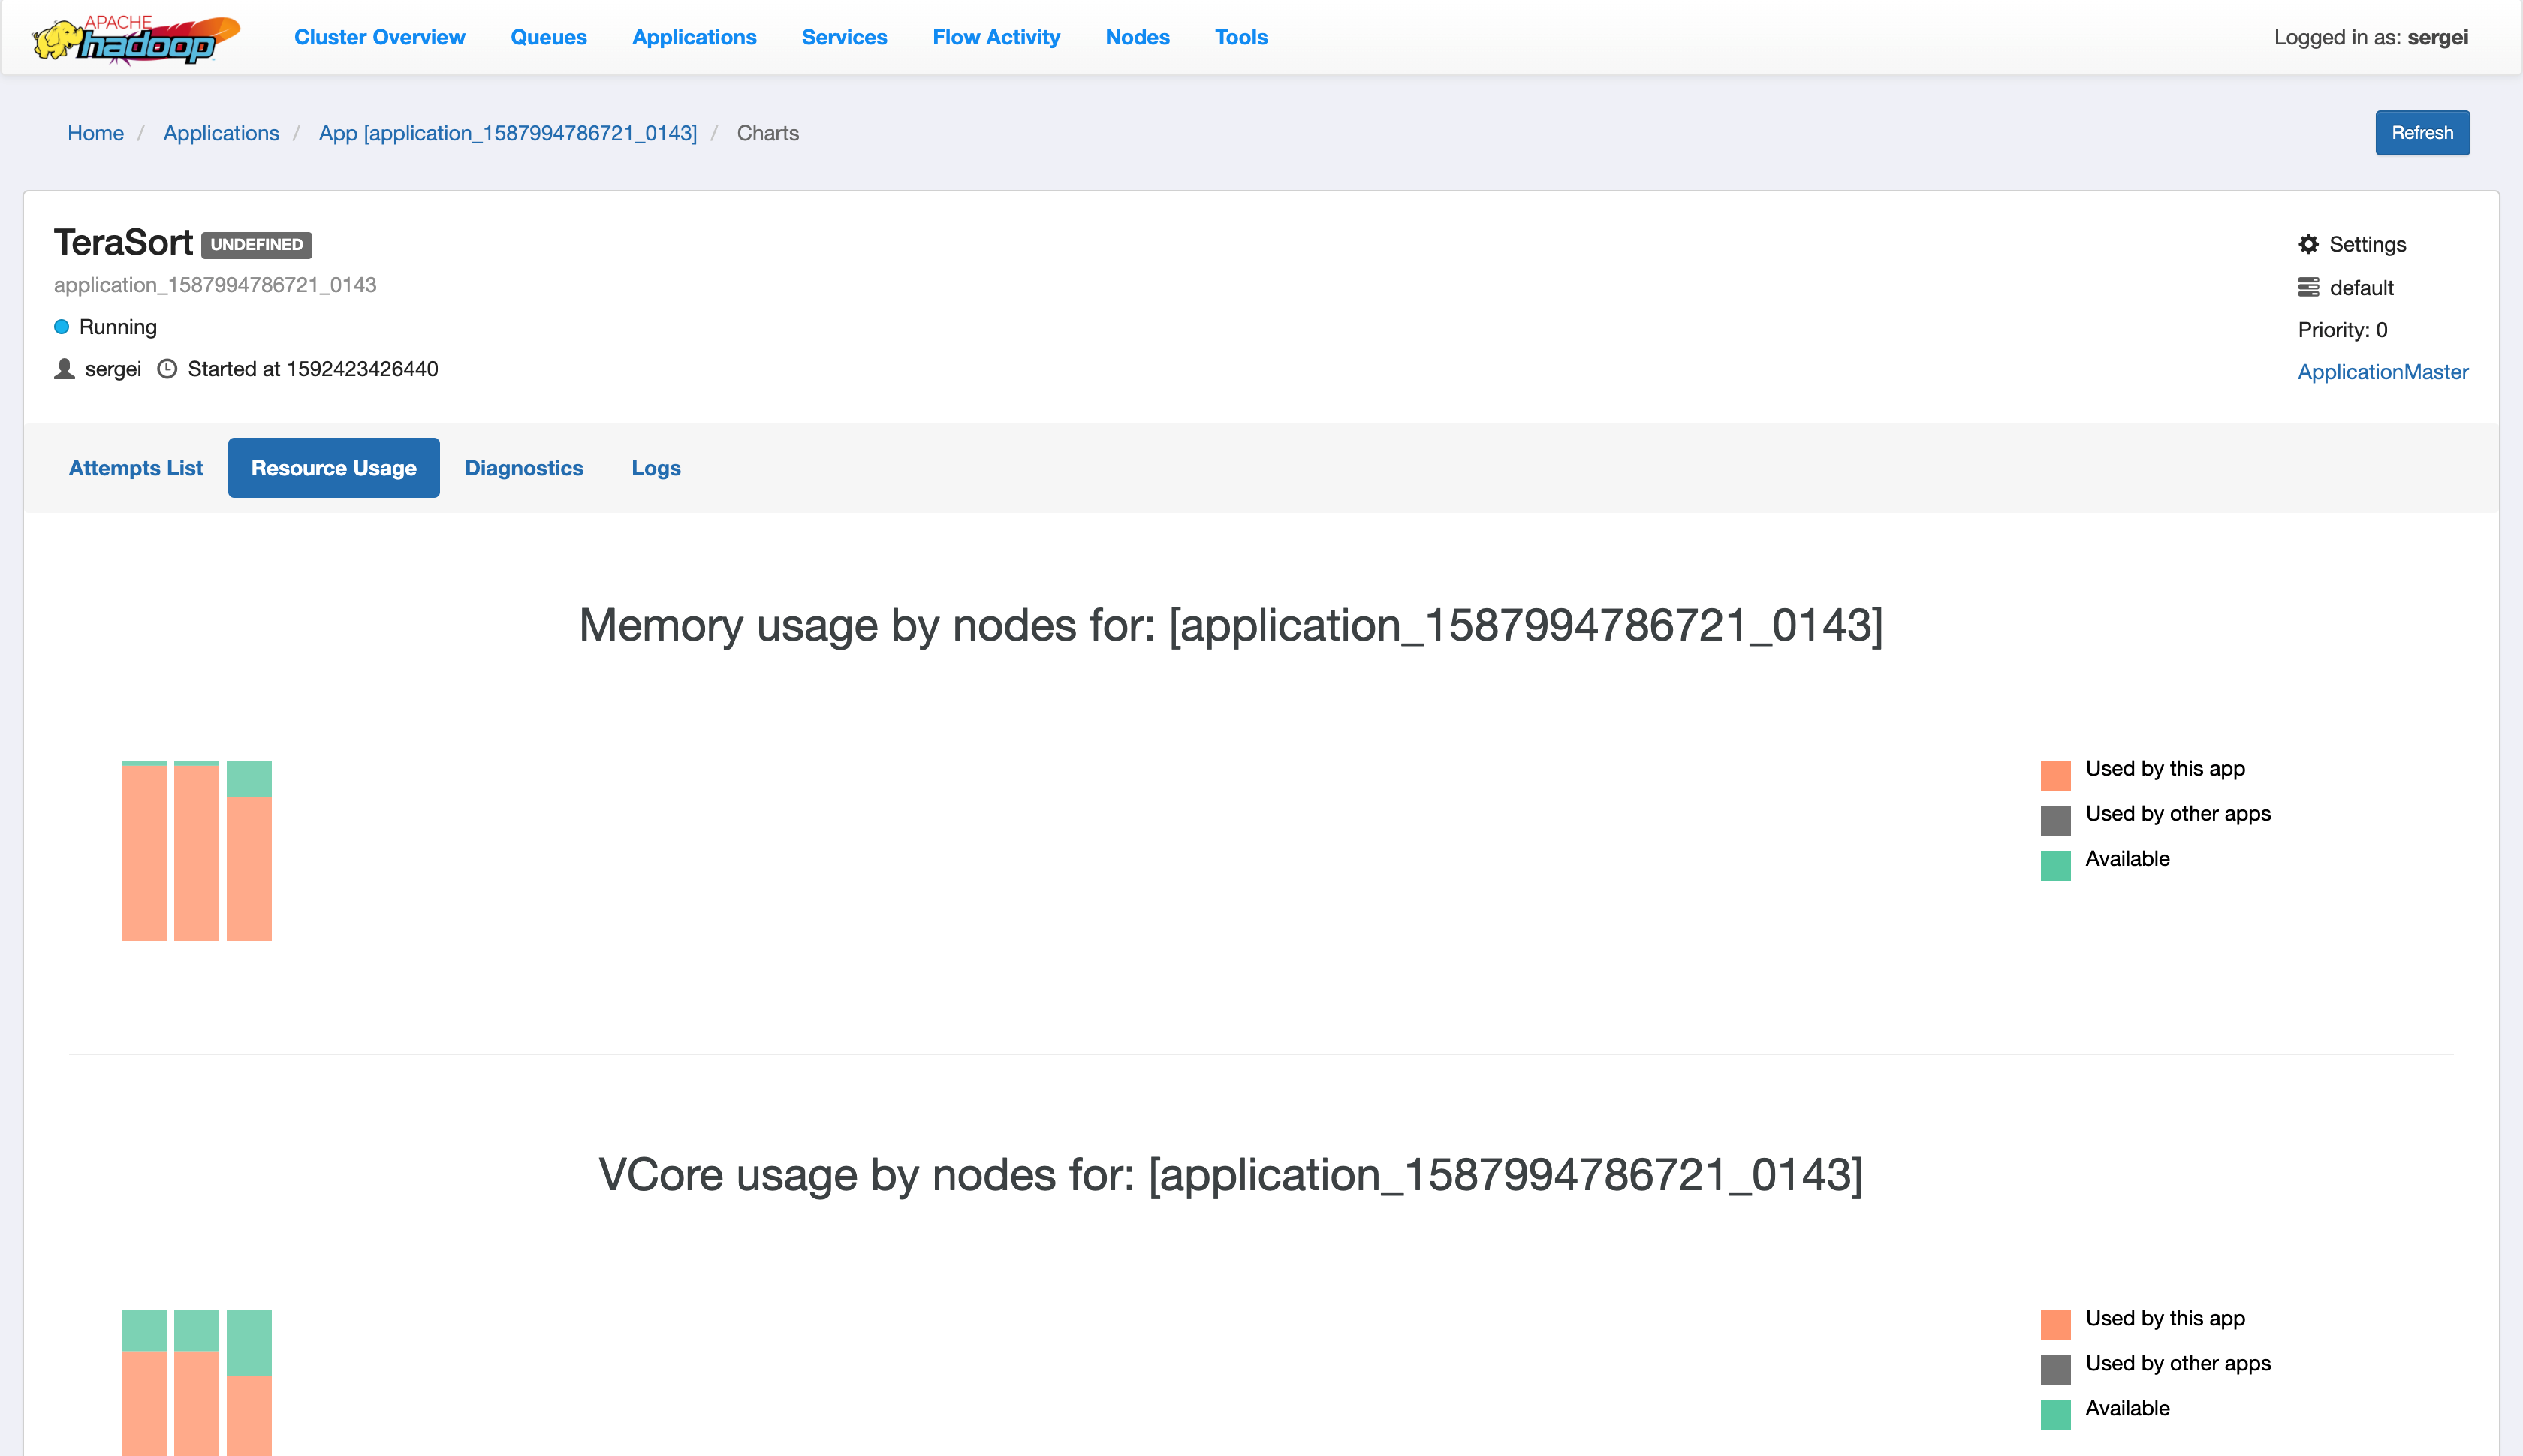 APACHE
hadoop
Cluster Overview Queues Applications Services Flow Activity Nodes Tools Logged in as: sergei
Home / Applications / App [application_1587994786721_0143] / Charts Refresh
TeraSort UNDEFINED
application_1587994786721_0143
Running
sergei Started at 1592423426440
Settings
default
Priority: 0
ApplicationMaster
Attempts List Resource Usage Diagnostics Logs
Memory usage by nodes for: [application_1587994786721_0143]
Used by this app
Used by other apps
Available
VCore usage by nodes for: [application_1587994786721_0143]
Used by this app
Used by other apps
Available